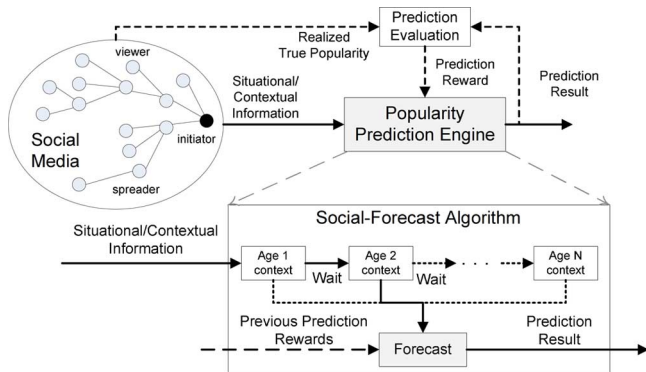 viewer
Social
Media
initiator
spreader
Realized
True Popularity
Prediction
Evaluation
Prediction
Reward
Prediction
Result
Situational/
Contextual
Information
Popularity
Prediction Engine
Social-Forecast Algorithm
Situational/Contextual
Information
Age 1
context
Wait
Age 2
context
Wait
. . .
Age N
context
Previous Prediction
Rewards
Forecast
Prediction
Result